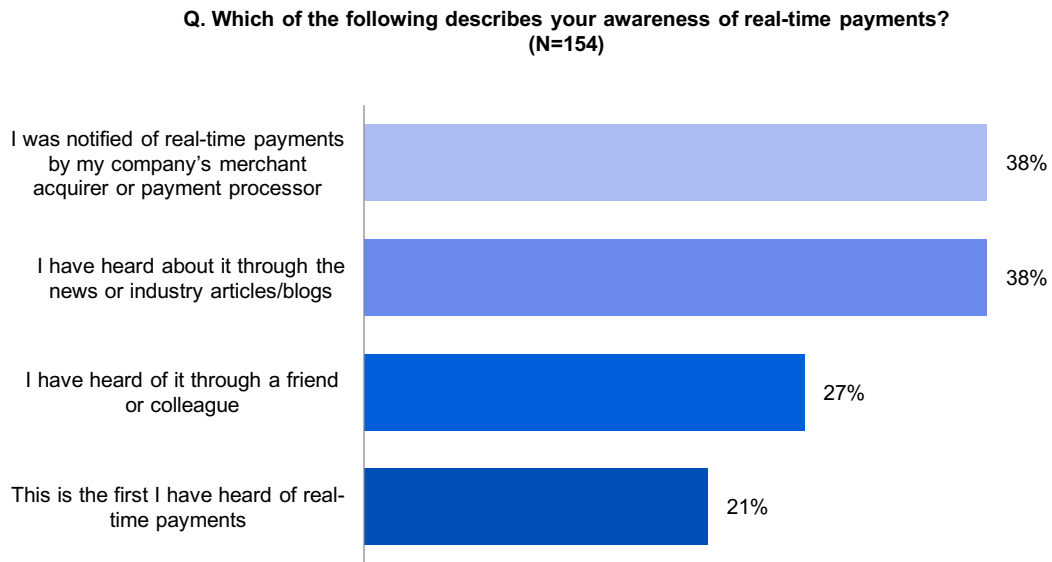 Q. Which of the following describes your awareness of real-time payments?
(N=154)
I was notified of real-time payments
by my company’s merchant
acquirer or payment processor
38%
I have heard about it through the
news or industry articles/blogs
38%
I have heard of it through a friend
or colleague
27%
This is the first I have heard of real-
time payments
21%